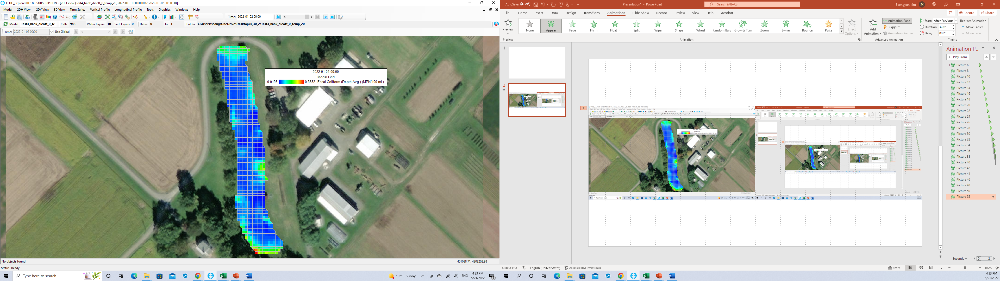 EFDC_Explorer10.3.8 - SUBSCRIPTION - [2DH View (Test4_bank_dieoff_0_temp_20, 2022-01-01 00:00:00 to 2022-01-02 00:00:00)]
Model 2DH View 2DV View 3D View Time Series Vertical Profile Longitudinal Profile Tools Graphics Windows Help
Time: 2022-01-02 00:00
Model: Test4_bank_dieoff_0_te Cells: 943 Water Layers: 10 Sed. Layers 0 Dates: 0 To: 1 Folder: C:\Users\seong\OneDrive\Desktop\4_30_2\Test4_bank_dieoff_0_temp_20
Time: 2022-01-02 00:00 Use Global
2022-01-02 00:00
Model Grid
0.0193 0.3632 Fecal Coliform (Depth Avg.) (MPN/100 mL)
No objects found 401088.71, 4308202.98
Status Ready
Type here to search 92°F Sunny ENG 4:33 PM
5/21/2022 4
AutoSave Off Presentation1 - PowerPoint Search (Alt+Q) Seongyun Kim SK
File Home Insert Draw Design Transitions Animations Slide Show Record Review View Help Acrobat Record Share
Preview None Appear Fade Fly In Float In Split Wipe Shape Wheel Random Bars Grow & Turn Zoom Swivel Bounce Pulse Effect Options Add Animation
Animation Pane
Trigger
Animation Painter
Start: After Previous
Duration: Auto
Delay: 00.20
Reorder Animation
Move Earlier
Move Later
Preview Animation Advanced Animation Timing
1
2
1
Animation P...
Play From
1 Picture 6
Picture 8
Picture 10
Picture 12
Picture 14
Picture 16
Picture 18
Picture 20
Picture 22
Picture 24
Picture 26
Picture 28
Picture 30
Picture 32
Picture 34
Picture 36
Picture 38
Picture 40
Picture 42
Picture 44
Picture 46
Picture 48
Picture 50
Picture 52
Seconds 0 2
Slide 2 of 2 English (United States) Accessibility: Investigate Notes 100%
4:33 PM
5/21/2022